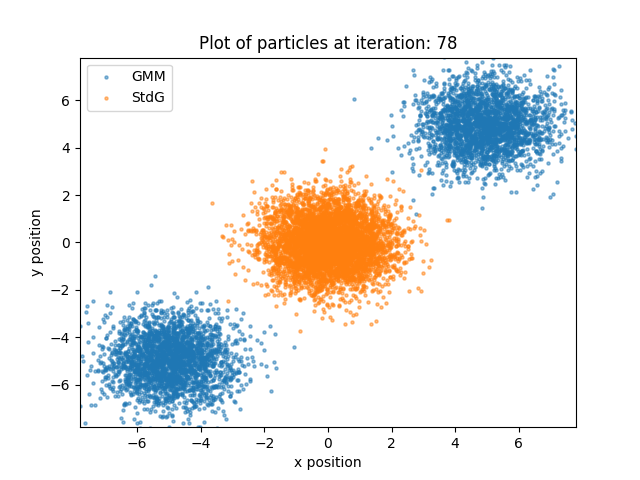 Plot of particles at iteration: 78
GMM
StdG
6
4
2
0
−2
−4
−6
y position
−6 −4 −2 0 2 4 6
x position